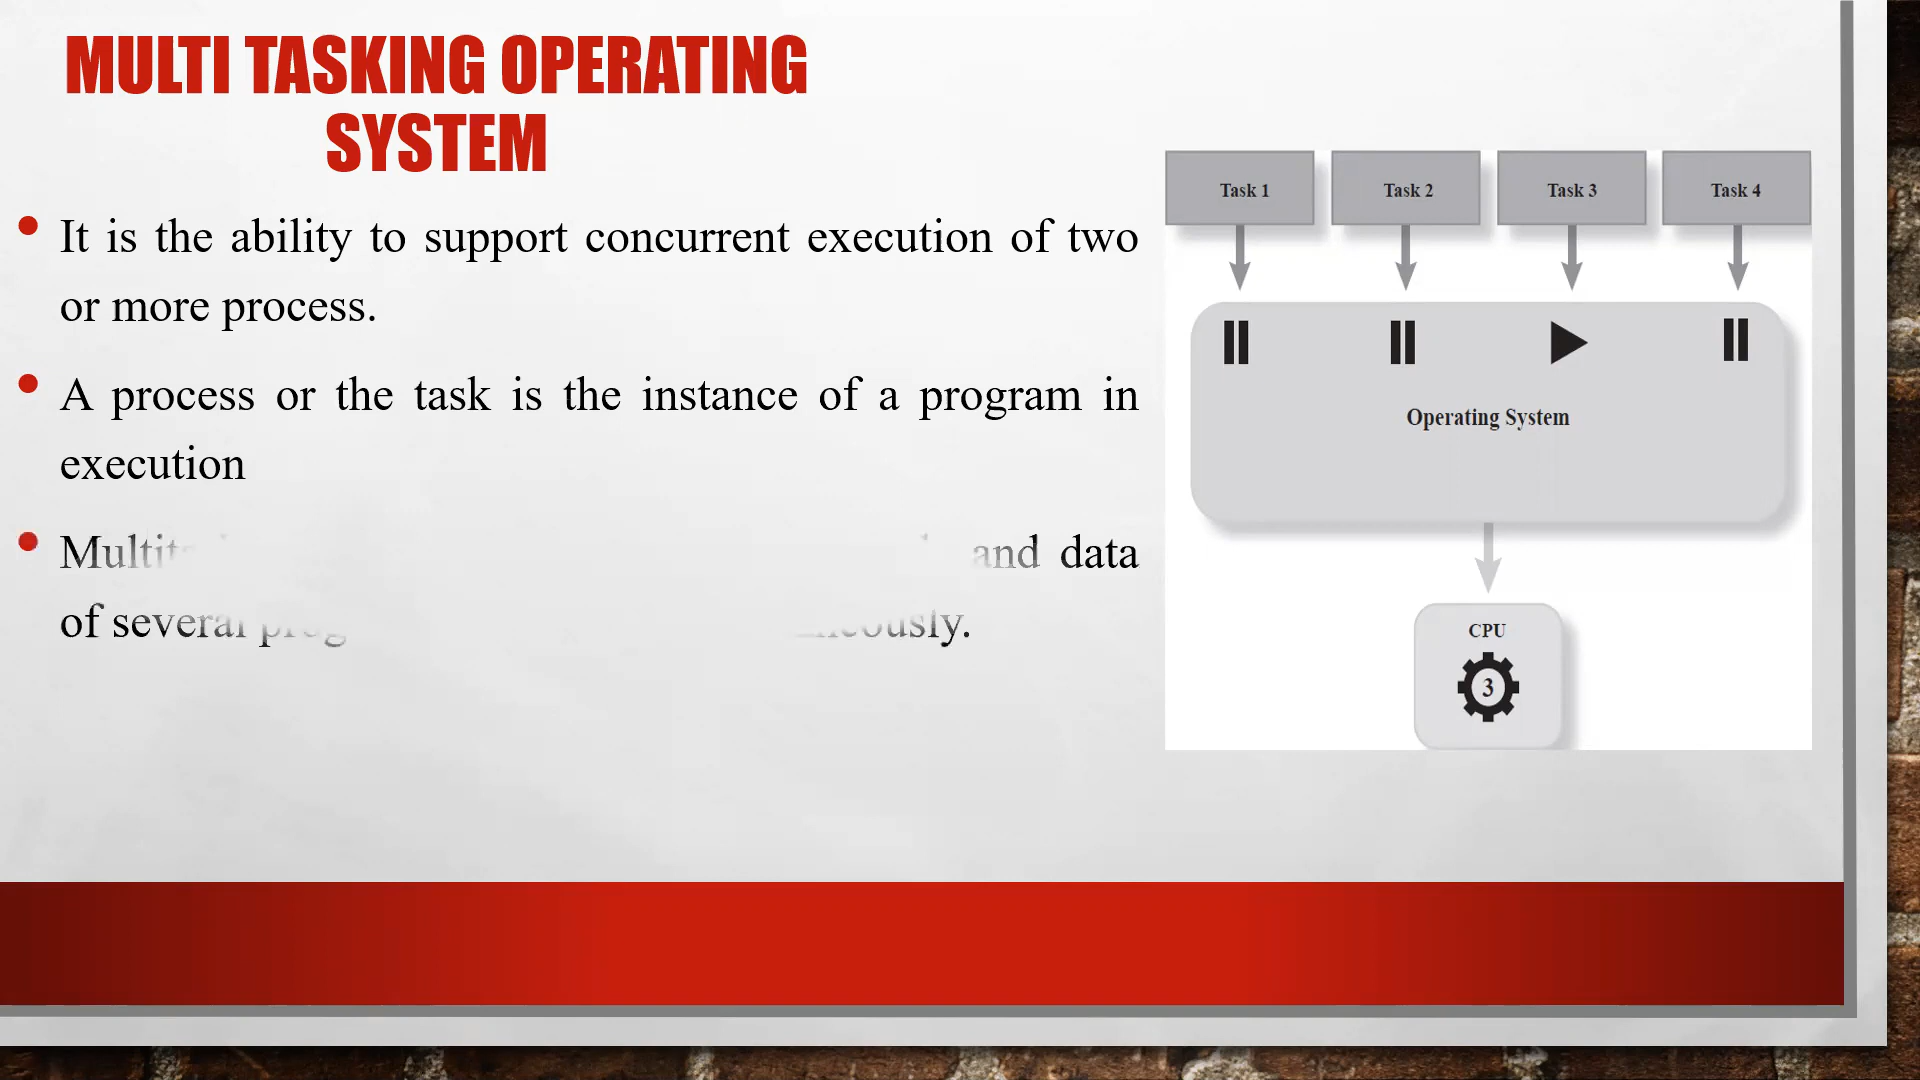 MULTI TASKING OPERATING
SYSTEM
It is the ability to support concurrent execution of two
or more process.
A process or the task is the instance of a program in
execution
and data
of several
Task 1
Task 2
Task 3
Task 4
Operating System
CPU
3